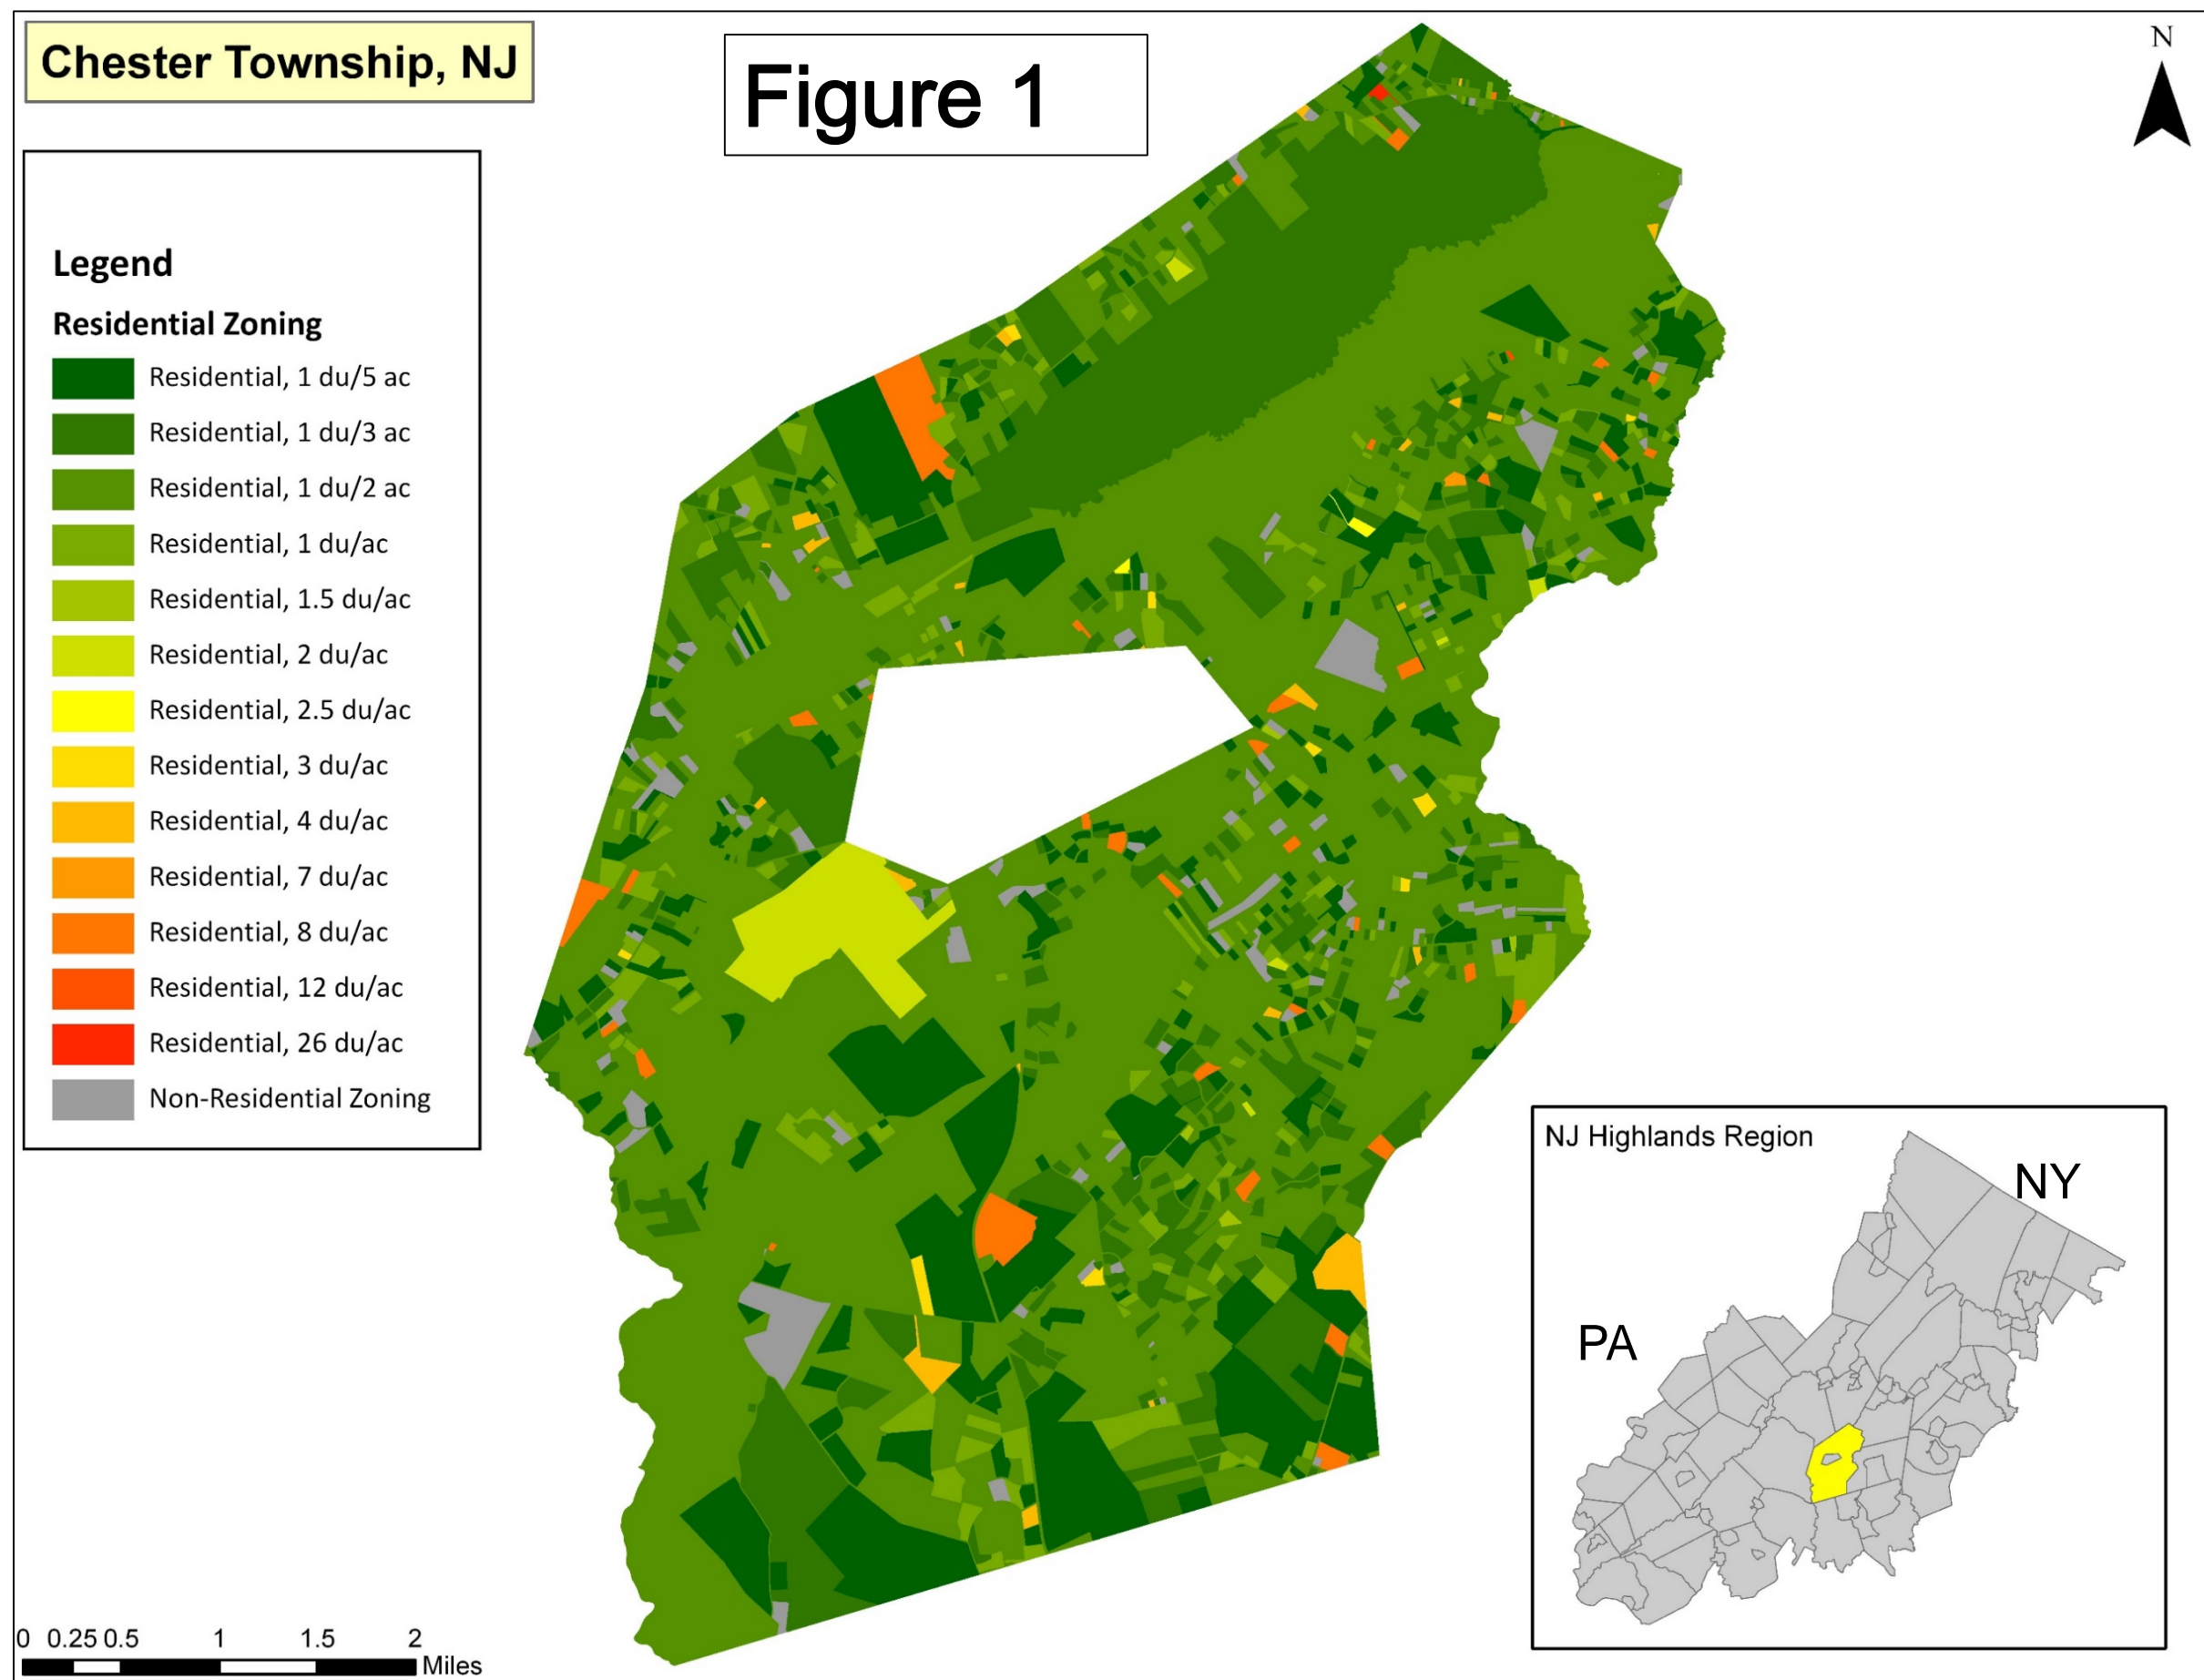 Chester Township, NJ
Figure 1
N
Legend
Residential Zoning
Residential, 1 du/5 ac
Residential, 1 du/3 ac
Residential, 1 du/2 ac
Residential, 1 du/ac
Residential, 1.5 du/ac
Residential, 2 du/ac
Residential, 2.5 du/ac
Residential, 3 du/ac
Residential, 4 du/ac
Residential, 7 du/ac
Residential, 8 du/ac
Residential, 12 du/ac
Residential, 26 du/ac
Non-Residential Zoning
NJ Highlands Region
NY
PA
0 0.25 0.5 1 1.5 2
Miles